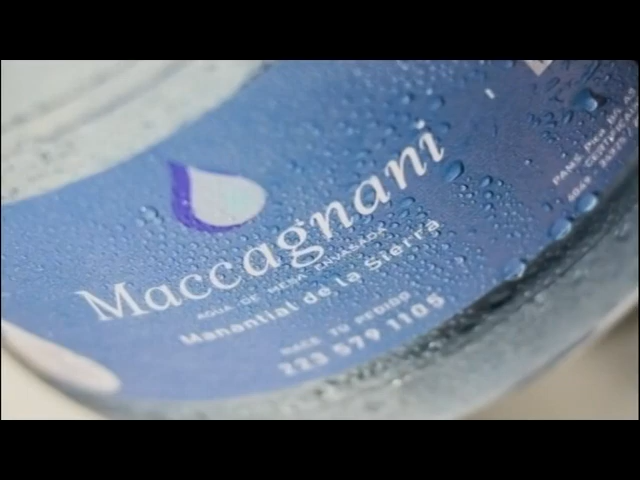 Maccagnani
AGUA DE MESA ENVASADA
Manantial de la Sierra
HACE TU PEDIDO
223 579 1105